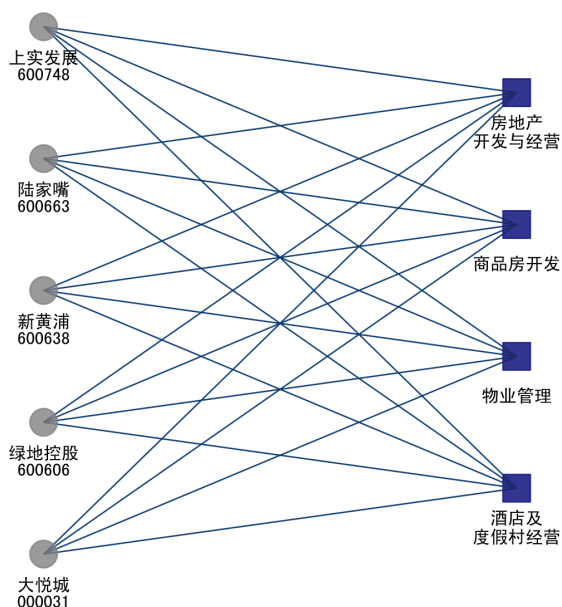 上实发展
600748
陆家嘴
600663
新黄浦
600638
绿地控股
600606
大悦城
000031
房地产
开发与经营
商品房开发
物业管理
酒店及
度假村经营